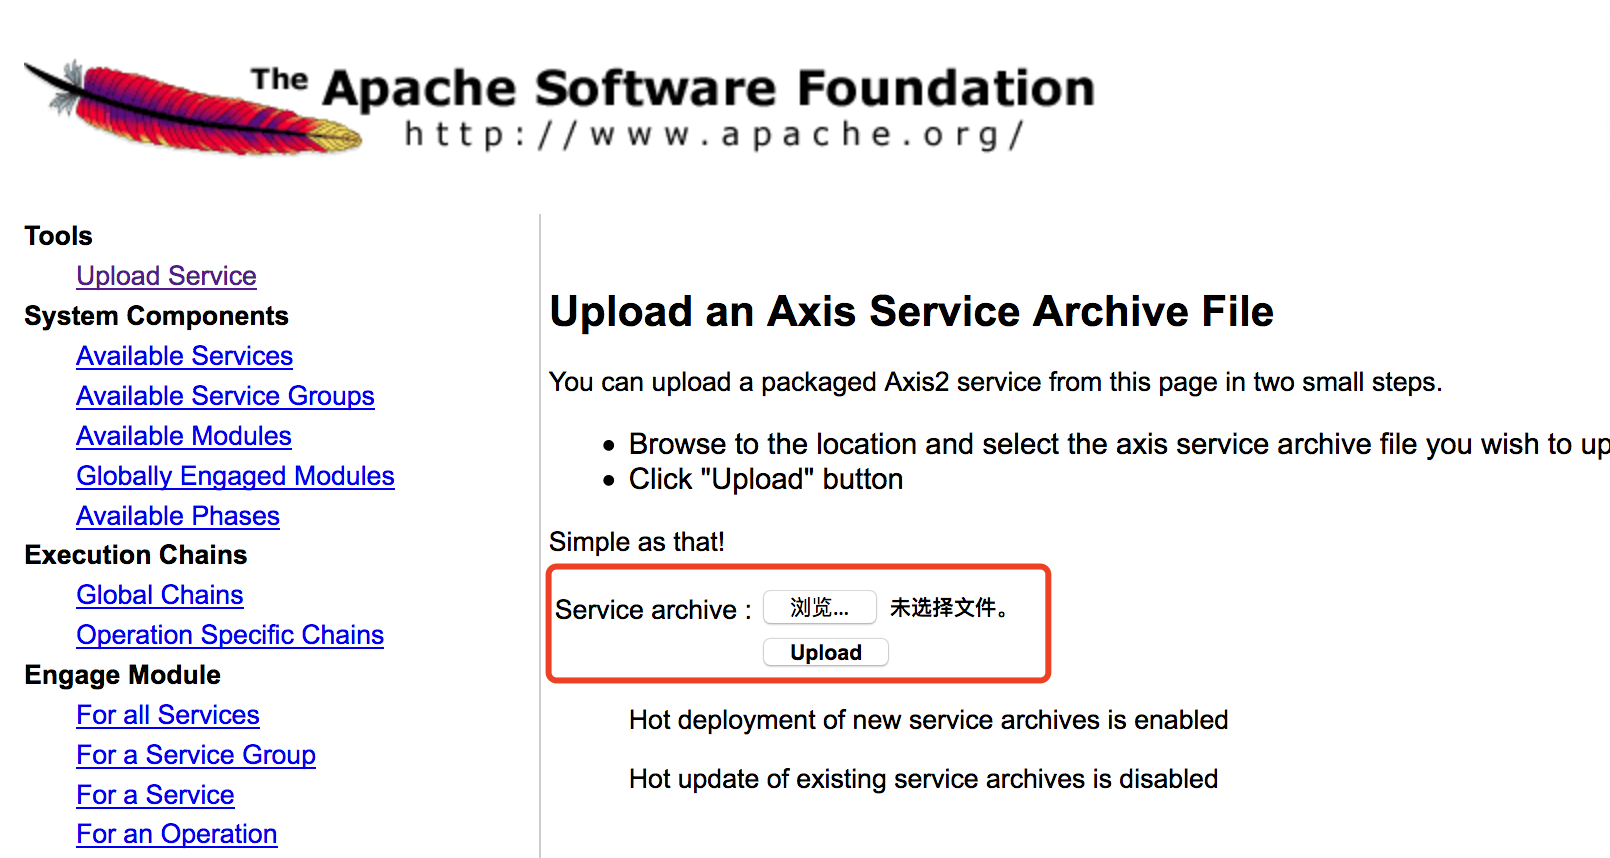 The Apache Software Foundation
http://www.apache.org/
Tools
Upload Service
System Components
Available Services
Available Service Groups
Available Modules
Globally Engaged Modules
Available Phases
Execution Chains
Global Chains
Operation Specific Chains
Engage Module
For all Services
For a Service Group
For a Service
For an Operation
Upload an Axis Service Archive File
You can upload a packaged Axis2 service from this page in two small steps.
Browse to the location and select the axis service archive file you wish to up
Click "Upload" button
Simple as that!
Service archive : 浏览... 未选择文件。
Upload
Hot deployment of new service archives is enabled
Hot update of existing service archives is disabled